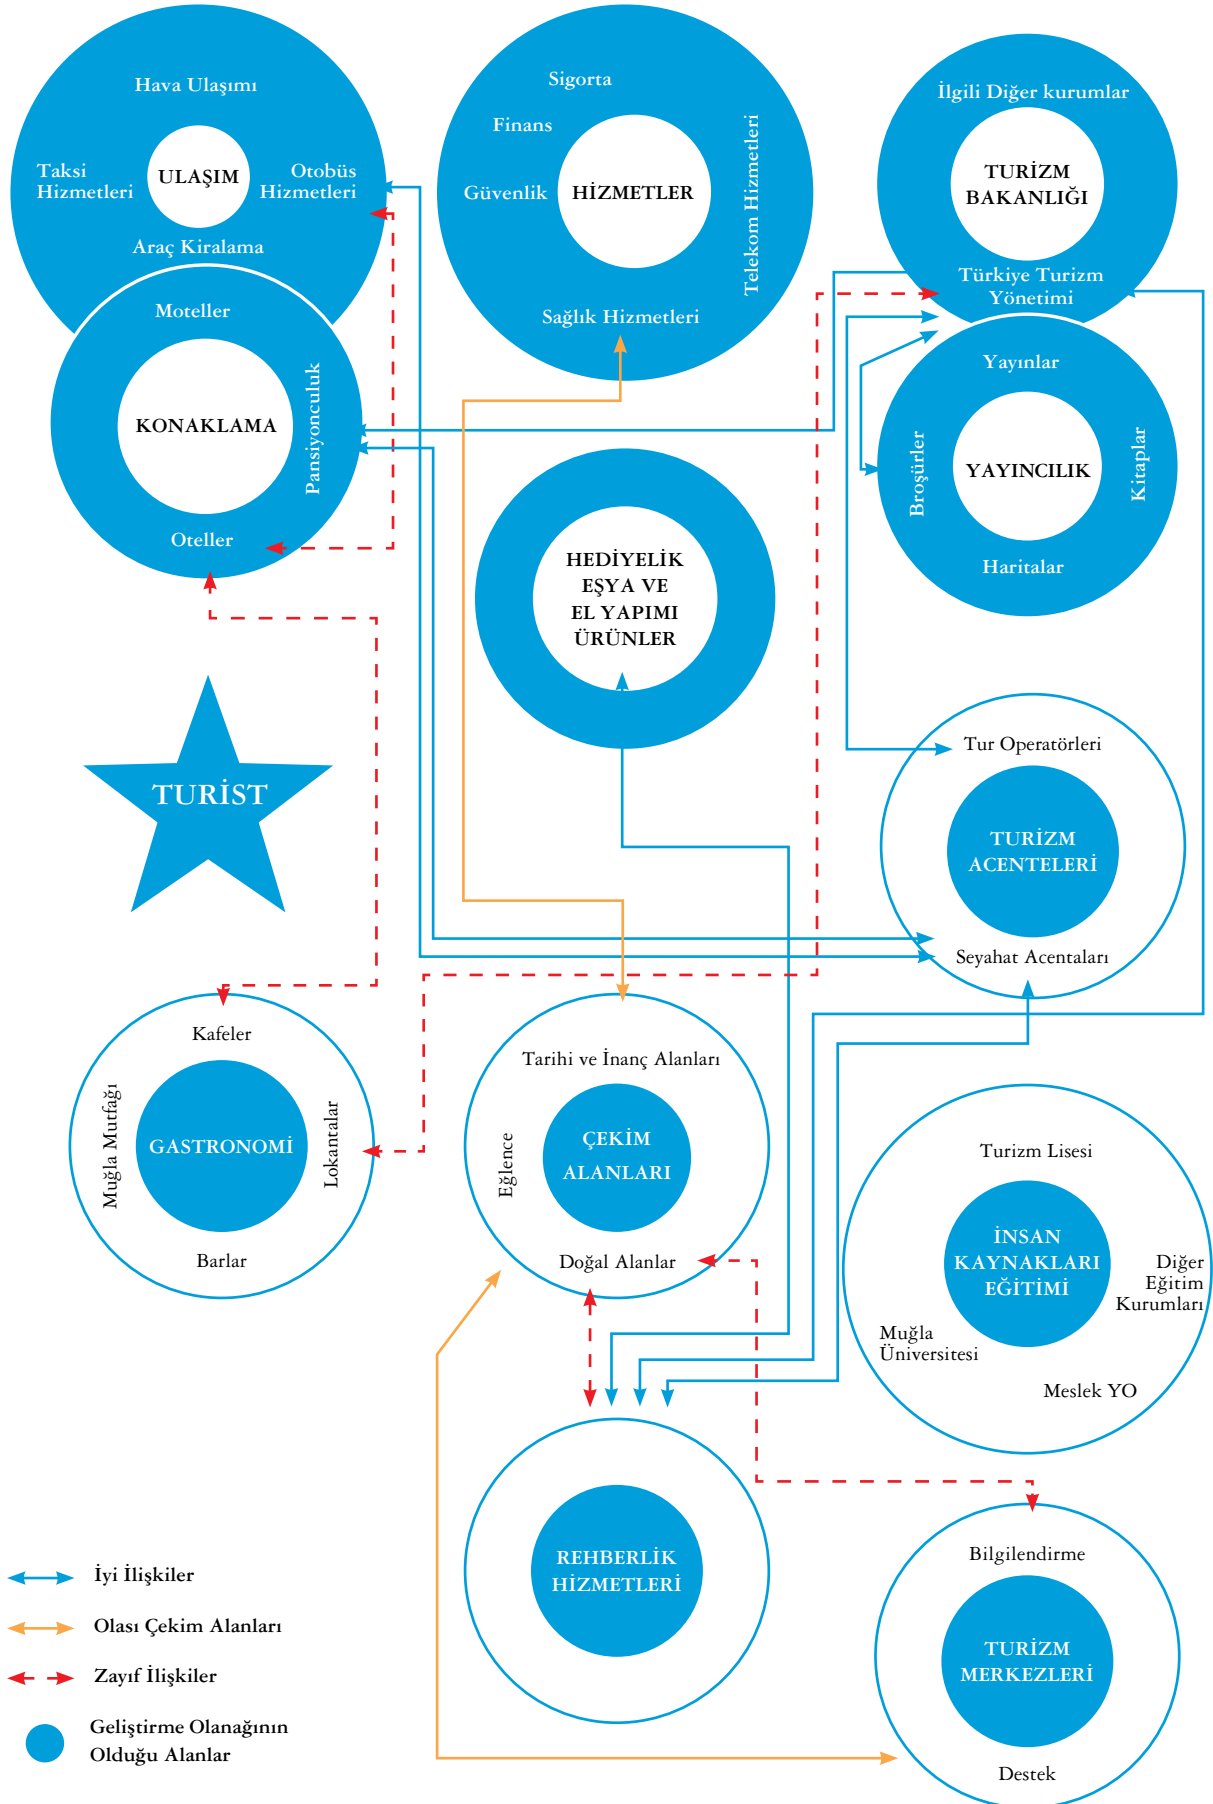 Hava Ulaşımı
Taksi
Hizmetleri
ULAŞIM
Otobüs
Hizmetleri
Araç Kiralama
Moteller
KONAKLAMA
Pansiyonculuk
Oteller
Sigorta
Finans
Güvenlik
HİZMETLER
Telekom Hizmetleri
Sağlık Hizmetleri
İlgili Diğer kurumlar
TURİZM
BAKANLIĞI
Türkiye Turizm
Yönetimi
Yayınlar
Broşürler
YAYINCILIK
Kitaplar
Haritalar
HEDİYELİK
EŞYA VE
EL YAPIMI
ÜRÜNLER
TURİST
Tur Operatörleri
TURİZM
ACENTELERİ
Seyahat Acentaları
Kafeler
Muğla Mutfağı
GASTRONOMİ
Lokantalar
Barlar
Tarihi ve İnanç Alanları
Eğlence
ÇEKİM
ALANLARI
Doğal Alanlar
Turizm Lisesi
İNSAN
KAYNAKLARI
EĞİTİMİ
Diğer
Eğitim
Kurumları
Muğla
Üniversitesi
Meslek YO
REHBERLİK
HİZMETLERİ
Bilgilendirme
TURİZM
MERKEZLERİ
Destek
İyi İlişkiler
Olası Çekim Alanları
Zayıf İlişkiler
Geliştirme Olanağının
Olduğu Alanlar